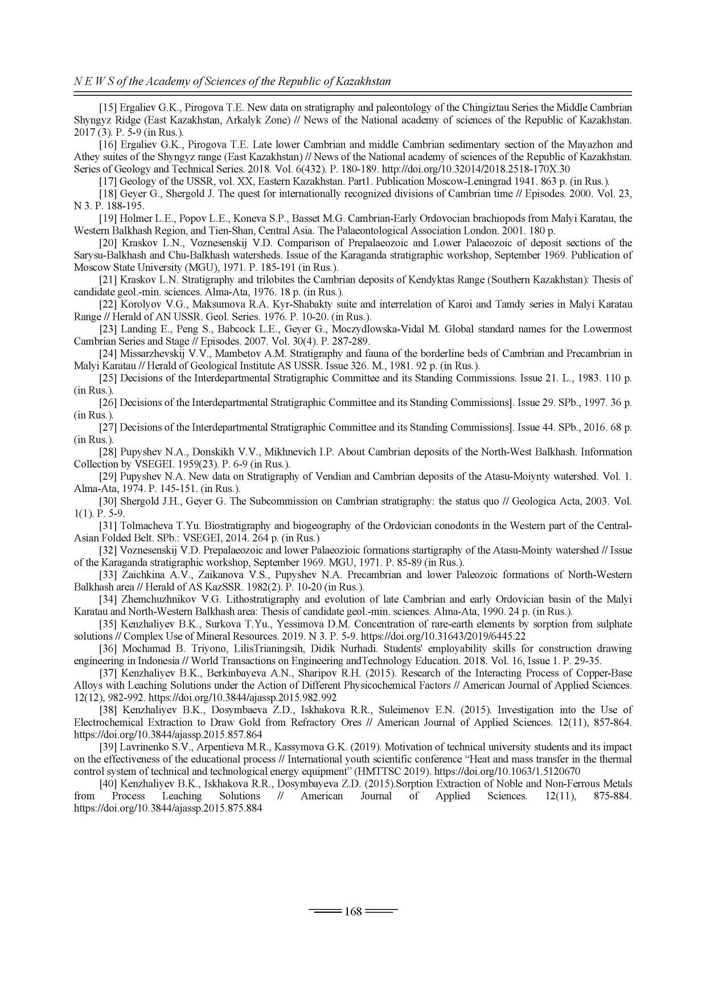 N E W S of the Academy of Sciences of the Republic of Kazakhstan
[15] Ergaliev G.K., Pirogova T.E. New data on stratigraphy and paleontology of the Chingiztau Series the Middle Cambrian
Shyngyz Ridge (East Kazakhstan, Arkalyk Zone) // News of the National academy of sciences of the Republic of Kazakhstan.
2017 (3). P. 5-9 (in Rus.).
[16] Ergaliev G.K., Pirogova T.E. Late lower Cambrian and middle Cambrian sedimentary section of the Mayazhon and
Athey suites of the Shyngyz range (East Kazakhstan) // News of the National academy of sciences of the Republic of Kazakhstan.
Series of Geology and Technical Series. 2018. Vol. 6(432). P. 180-189. http://doi.org/10.32014/2018.2518-170X.30
[17] Geology of the USSR, vol. XX, Eastern Kazakhstan. Part1. Publication Moscow-Leningrad 1941. 863 p. (in Rus.).
[18] Geyer G., Shergold J. The quest for internationally recognized divisions of Cambrian time // Episodes. 2000. Vol. 23,
N 3. P. 188-195.
[19] Holmer L.E., Popov L.E., Koneva S.P., Basset M.G. Cambrian-Early Ordovocian brachiopods from Malyi Karatau, the
Western Balkhash Region, and Tien-Shan, Central Asia. The Palaeontological Association London. 2001. 180 p.
[20] Kraskov L.N., Voznesenskij V.D. Comparison of Prepalaeozoic and Lower Palaeozoic of deposit sections of the
Sarysu-Balkhash and Chu-Balkhash watersheds. Issue of the Karaganda stratigraphic workshop, September 1969. Publication of
Moscow State University (MGU), 1971. P. 185-191 (in Rus.).
[21] Kraskov L.N. Stratigraphy and trilobites the Cambrian deposits of Kendyktas Range (Southern Kazakhstan): Thesis of
candidate geol.-min. sciences. Alma-Ata, 1976. 18 p. (in Rus.).
[22] Korolyov V.G., Maksumova R.A. Kyr-Shabakty suite and interrelation of Karoi and Tamdy series in Malyi Karatau
Range // Herald of AN USSR. Geol. Series. 1976. P. 10-20. (in Rus.).
[23] Landing E., Peng S., Babcock L.E., Geyer G., Moczydlowska-Vidal M. Global standard names for the Lowermost
Cambrian Series and Stage // Episodes. 2007. Vol. 30(4). P. 287-289.
[24] Missarzhevskij V.V., Mambetov A.M. Stratigraphy and fauna of the borderline beds of Cambrian and Precambrian in
Malyi Karatau // Herald of Geological Institute AS USSR. Issue 326. M., 1981. 92 p. (in Rus.).
[25] Decisions of the Interdepartmental Stratigraphic Committee and its Standing Commissions. Issue 21. L., 1983. 110 p.
(in Rus.).
[26] Decisions of the Interdepartmental Stratigraphic Committee and its Standing Commissions]. Issue 29. SPb., 1997. 36 p.
(in Rus.).
[27] Decisions of the Interdepartmental Stratigraphic Committee and its Standing Commissions]. Issue 44. SPb., 2016. 68 p.
(in Rus.).
[28] Pupyshev N.A., Donskikh V.V., Mikhnevich I.P. About Cambrian deposits of the North-West Balkhash. Information
Collection by VSEGEI. 1959(23). P. 6-9 (in Rus.).
[29] Pupyshev N.A. New data on Stratigraphy of Vendian and Cambrian deposits of the Atasu-Moiynty watershed. Vol. 1.
Alma-Ata, 1974. P. 145-151. (in Rus.).
[30] Shergold J.H., Geyer G. The Subcommission on Cambrian stratigraphy: the status quo // Geologica Acta, 2003. Vol.
1(1). P. 5-9.
[31] Tolmacheva T.Yu. Biostratigraphy and biogeography of the Ordovician conodonts in the Western part of the Central-
Asian Folded Belt. SPb.: VSEGEI, 2014. 264 p. (in Rus.)
[32] Voznesenskij V.D. Prepalaeozoic and lower Palaeozioic formations startigraphy of the Atasu-Mointy watershed // Issue
of the Karaganda stratigraphic workshop, September 1969. MGU, 1971. P. 85-89 (in Rus.).
[33] Zaichkina A.V., Zaikanova V.S., Pupyshev N.A. Precambrian and lower Paleozoic formations of North-Western
Balkhash area // Herald of AS KazSSR. 1982(2). P. 10-20 (in Rus.).
[34] Zhemchuzhnikov V.G. Lithostratigraphy and evolution of late Cambrian and early Ordovician basin of the Malyi
Karatau and North-Western Balkhash area: Thesis of candidate geol.-min. sciences. Alma-Ata, 1990. 24 p. (in Rus.).
[35] Kenzhaliyev B.K., Surkova T.Yu., Yessimova D.M. Concentration of rare-earth elements by sorption from sulphate
solutions // Complex Use of Mineral Resources. 2019. N 3. P. 5-9. https://doi.org/10.31643/2019/6445.22
[36] Mochamad B. Triyono, LilisTrianingsih, Didik Nurhadi. Students' employability skills for construction drawing
engineering in Indonesia // World Transactions on Engineering andTechnology Education. 2018. Vol. 16, Issue 1. P. 29-35.
[37] Kenzhaliyev B.K., Berkinbayeva A.N., Sharipov R.H. (2015). Research of the Interacting Process of Copper-Base
Alloys with Leaching Solutions under the Action of Different Physicochemical Factors // American Journal of Applied Sciences.
12(12), 982-992. https://doi.org/10.3844/ajassp.2015.982.992
[38] Kenzhaliyev B.K., Dosymbaeva Z.D., Iskhakova R.R., Suleimenov E.N. (2015). Investigation into the Use of
Electrochemical Extraction to Draw Gold from Refractory Ores // American Journal of Applied Sciences. 12(11), 857-864.
https://doi.org/10.3844/ajassp.2015.857.864
[39] Lavrinenko S.V., Arpentieva M.R., Kassymova G.K. (2019). Motivation of technical university students and its impact
on the effectiveness of the educational process // International youth scientific conference “Heat and mass transfer in the thermal
control system of technical and technological energy equipment” (HMTTSC 2019). https://doi.org/10.1063/1.5120670
[40] Kenzhaliyev B.K., Iskhakova R.R., Dosymbayeva Z.D. (2015).Sorption Extraction of Noble and Non-Ferrous Metals
from Process Leaching Solutions // American Journal of Applied Sciences. 12(11), 875-884.
https://doi.org/10.3844/ajassp.2015.875.884
168